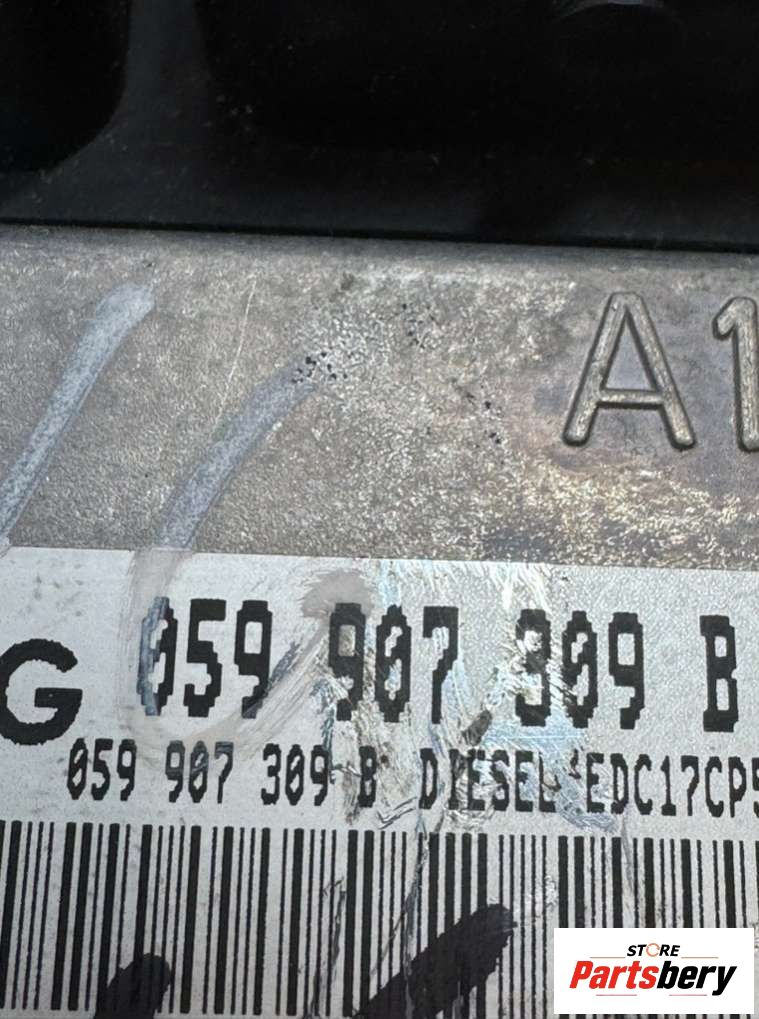 A1
G 059 907 309 B
059 907 309 B DIESEL EDC17CP5
STORE
Partsbery